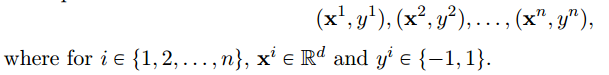 (x¹, y¹), (x², y²), . . . , (xⁿ, yⁿ),
where for i ∈ {1, 2, . . . , n}, xⁱ ∈ ℝᵈ and yⁱ ∈ {−1, 1}.